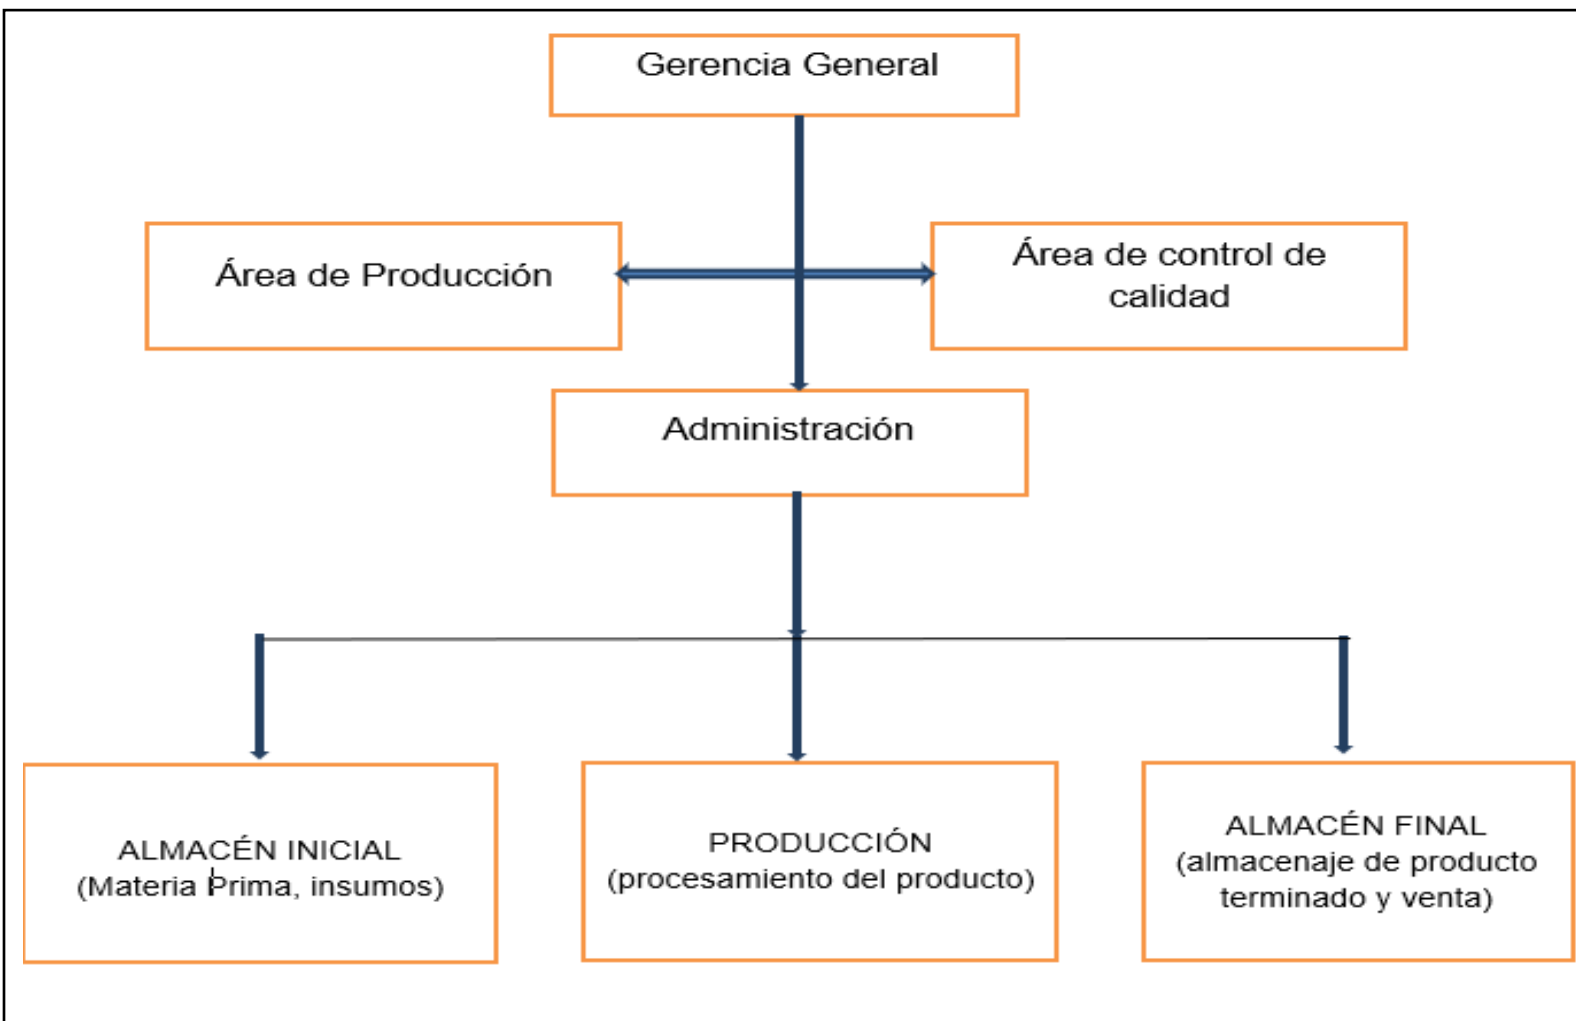 Gerencia General
Área de Producción
Área de control de
calidad
Administración
ALMACÉN INICIAL
(Materia Prima, insumos)
PRODUCCIÓN
(procesamiento del producto)
ALMACÉN FINAL
(almacenaje de producto
terminado y venta)